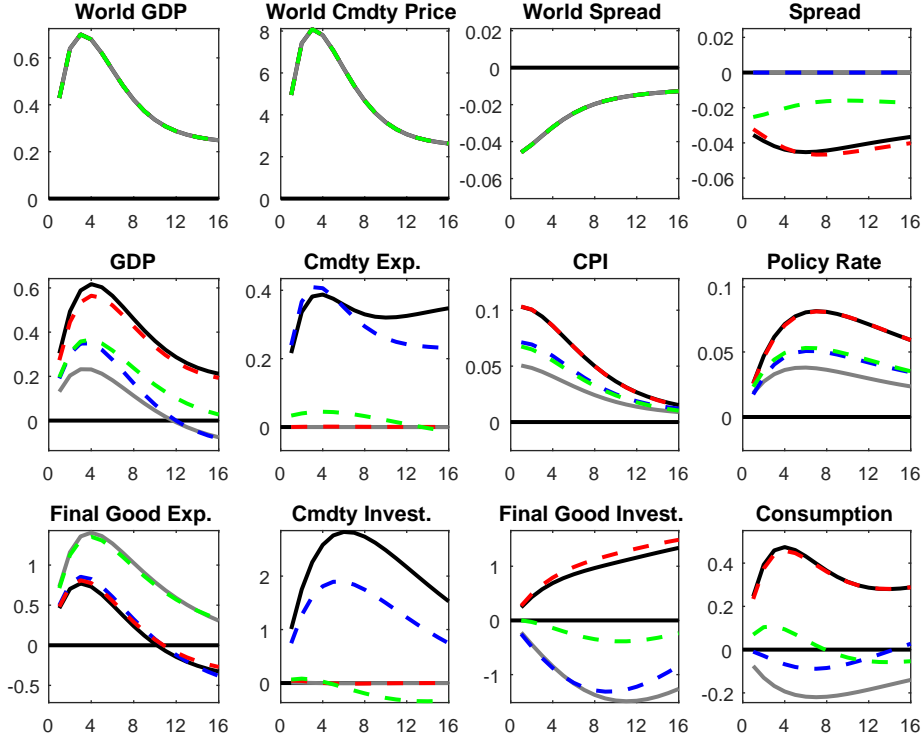 World GDP
World Cmdty Price
World Spread
Spread
0.6
0.4
0.2
0
0 4 8 12 16
8
6
4
2
0
0 4 8 12 16
0.02
0
-0.02
-0.04
-0.06
0 4 8 12 16
0.02
0
-0.02
-0.04
-0.06
0 4 8 12 16
GDP
Cmdty Exp.
CPI
Policy Rate
0.6
0.4
0.2
0
0 4 8 12 16
0.4
0.2
0
0 4 8 12 16
0.1
0.05
0
0 4 8 12 16
0.1
0.05
0
0 4 8 12 16
Final Good Exp.
Cmdty Invest.
Final Good Invest.
Consumption
1
0.5
0
-0.5
0 4 8 12 16
2
1
0
0 4 8 12 16
1
0
-1
0 4 8 12 16
0.4
0.2
0
-0.2
0 4 8 12 16